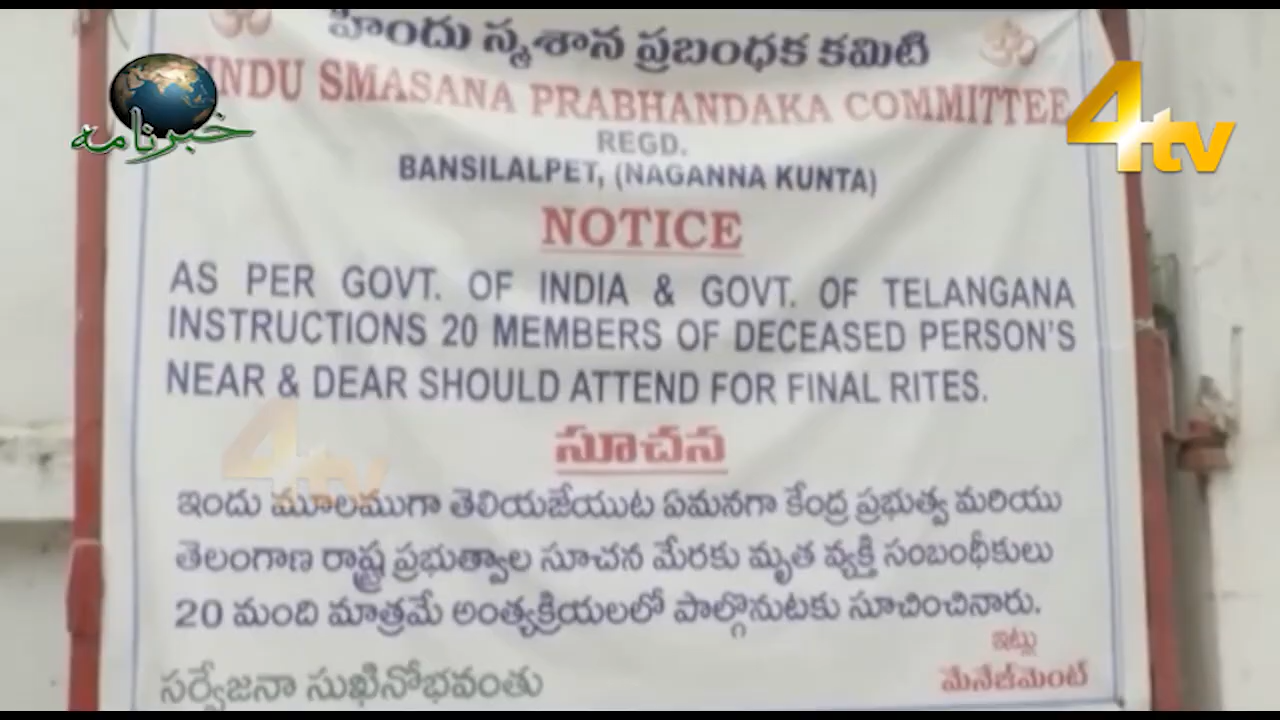 హిందు స్మశాన ప్రబంధక కమిటి
INDU SMASANA PRABHANDAKA COMMITTEE
REGD.
BANSILALPET, (NAGANNA KUNTA)
NOTICE
AS PER GOVT. OF INDIA & GOVT. OF TELANGANA
INSTRUCTIONS 20 MEMBERS OF DECEASED PERSON'S
NEAR & DEAR SHOULD ATTEND FOR FINAL RITES.
సూచన
ఇందు మూలముగా తెలియజేయుట ఏమనగా కేంద్ర ప్రభుత్వ మరియు
తెలంగాణ రాష్ట్ర ప్రభుత్వాల సూచన మేరకు మృత వ్యక్తి సంబంధీకులు
20 మంది మాత్రమే అంత్యక్రియలలో పాల్గొనుటకు సూచించినారు.
ఇట్లు
సర్వేజనా సుఖినోభవంతు మేనేజ్‌మెంట్
خبرنامہ
4tv
4tv